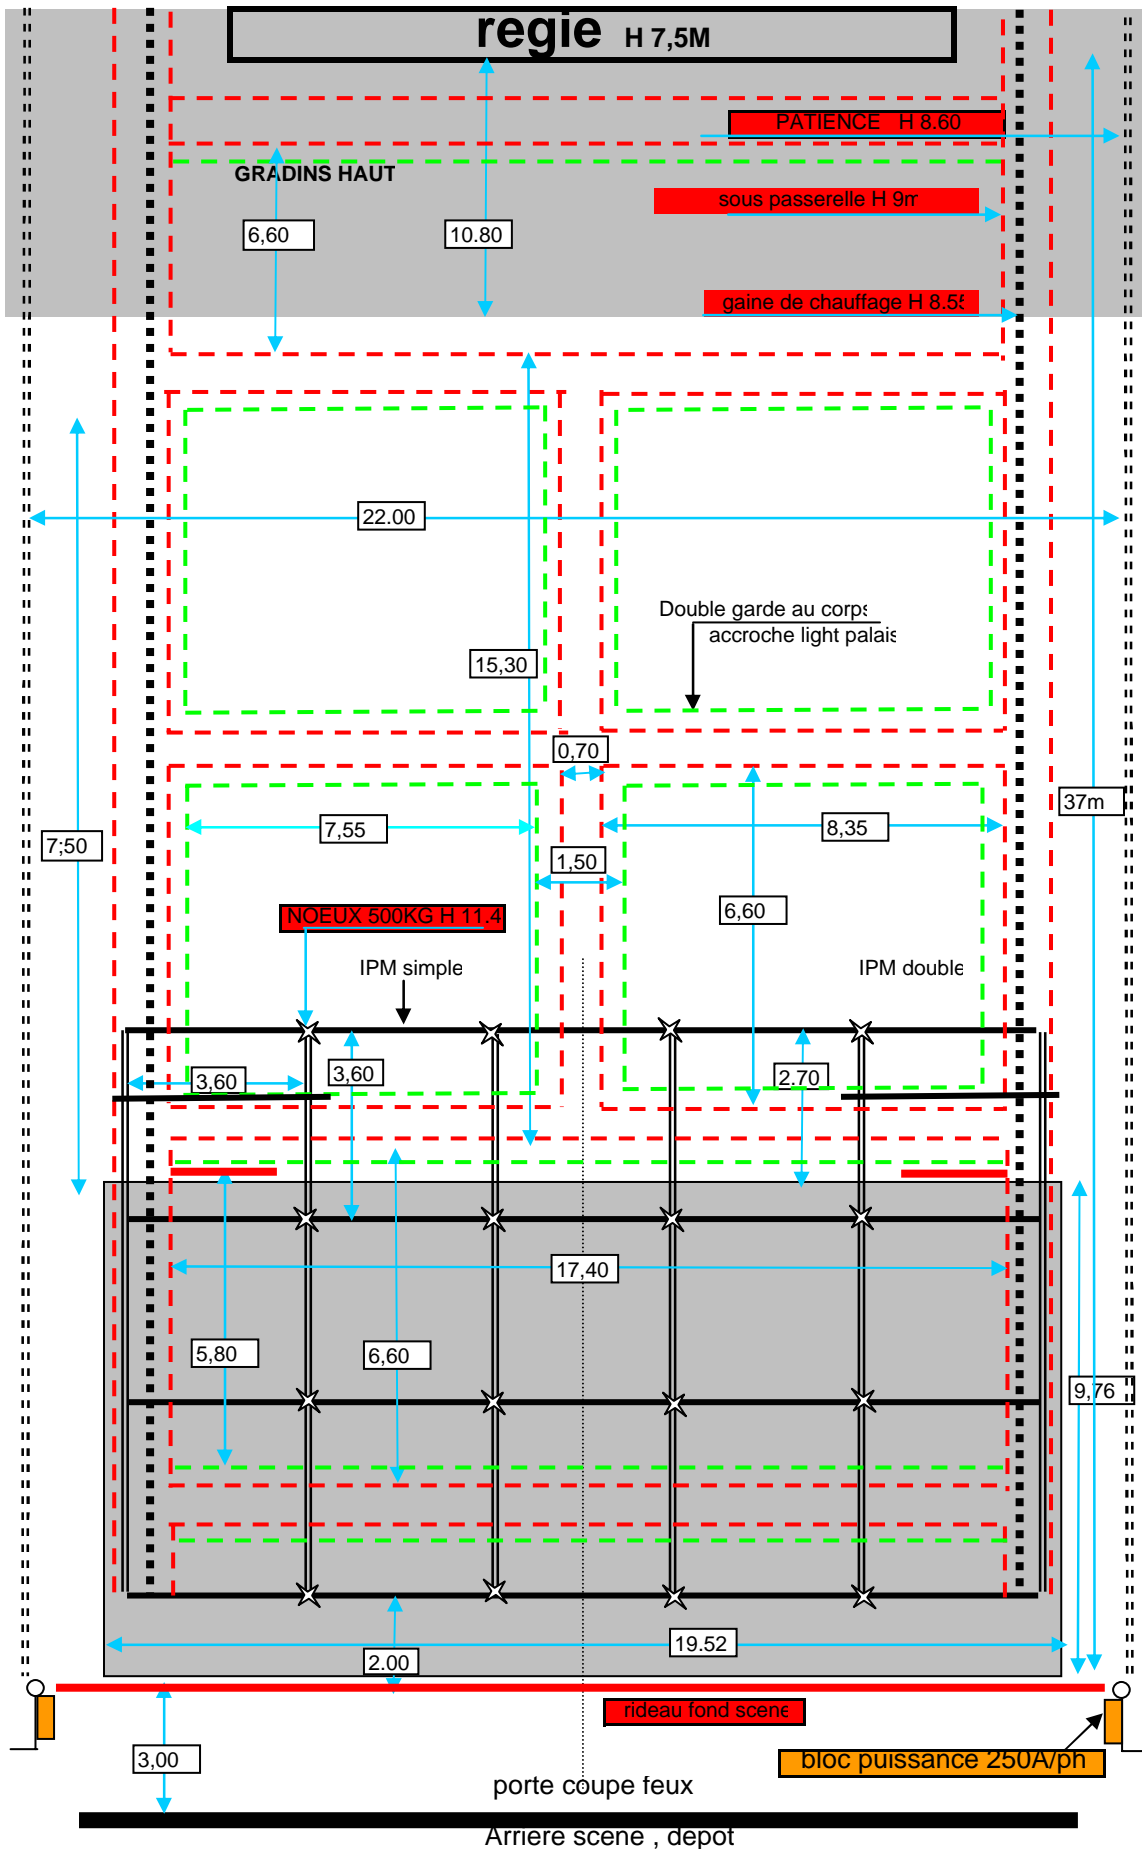 regie H 7,5M
PATIENCE H 8.60
GRADINS HAUT
sous passerelle H 9m
6,60
10.80
gaine de chauffage H 8.55
22.00
Double garde au corps
accroche light palais
15,30
0,70
37m
7,55
8,35
7;50
1,50
6,60
NOEUX 500KG H 11.4
IPM simple
IPM double
3,60
3,60
2.70
17,40
5,80
6,60
9,76
19.52
2.00
rideau fond scene
3,00
bloc puissance 250A/ph
porte coupe feux
Arriere scene , depot